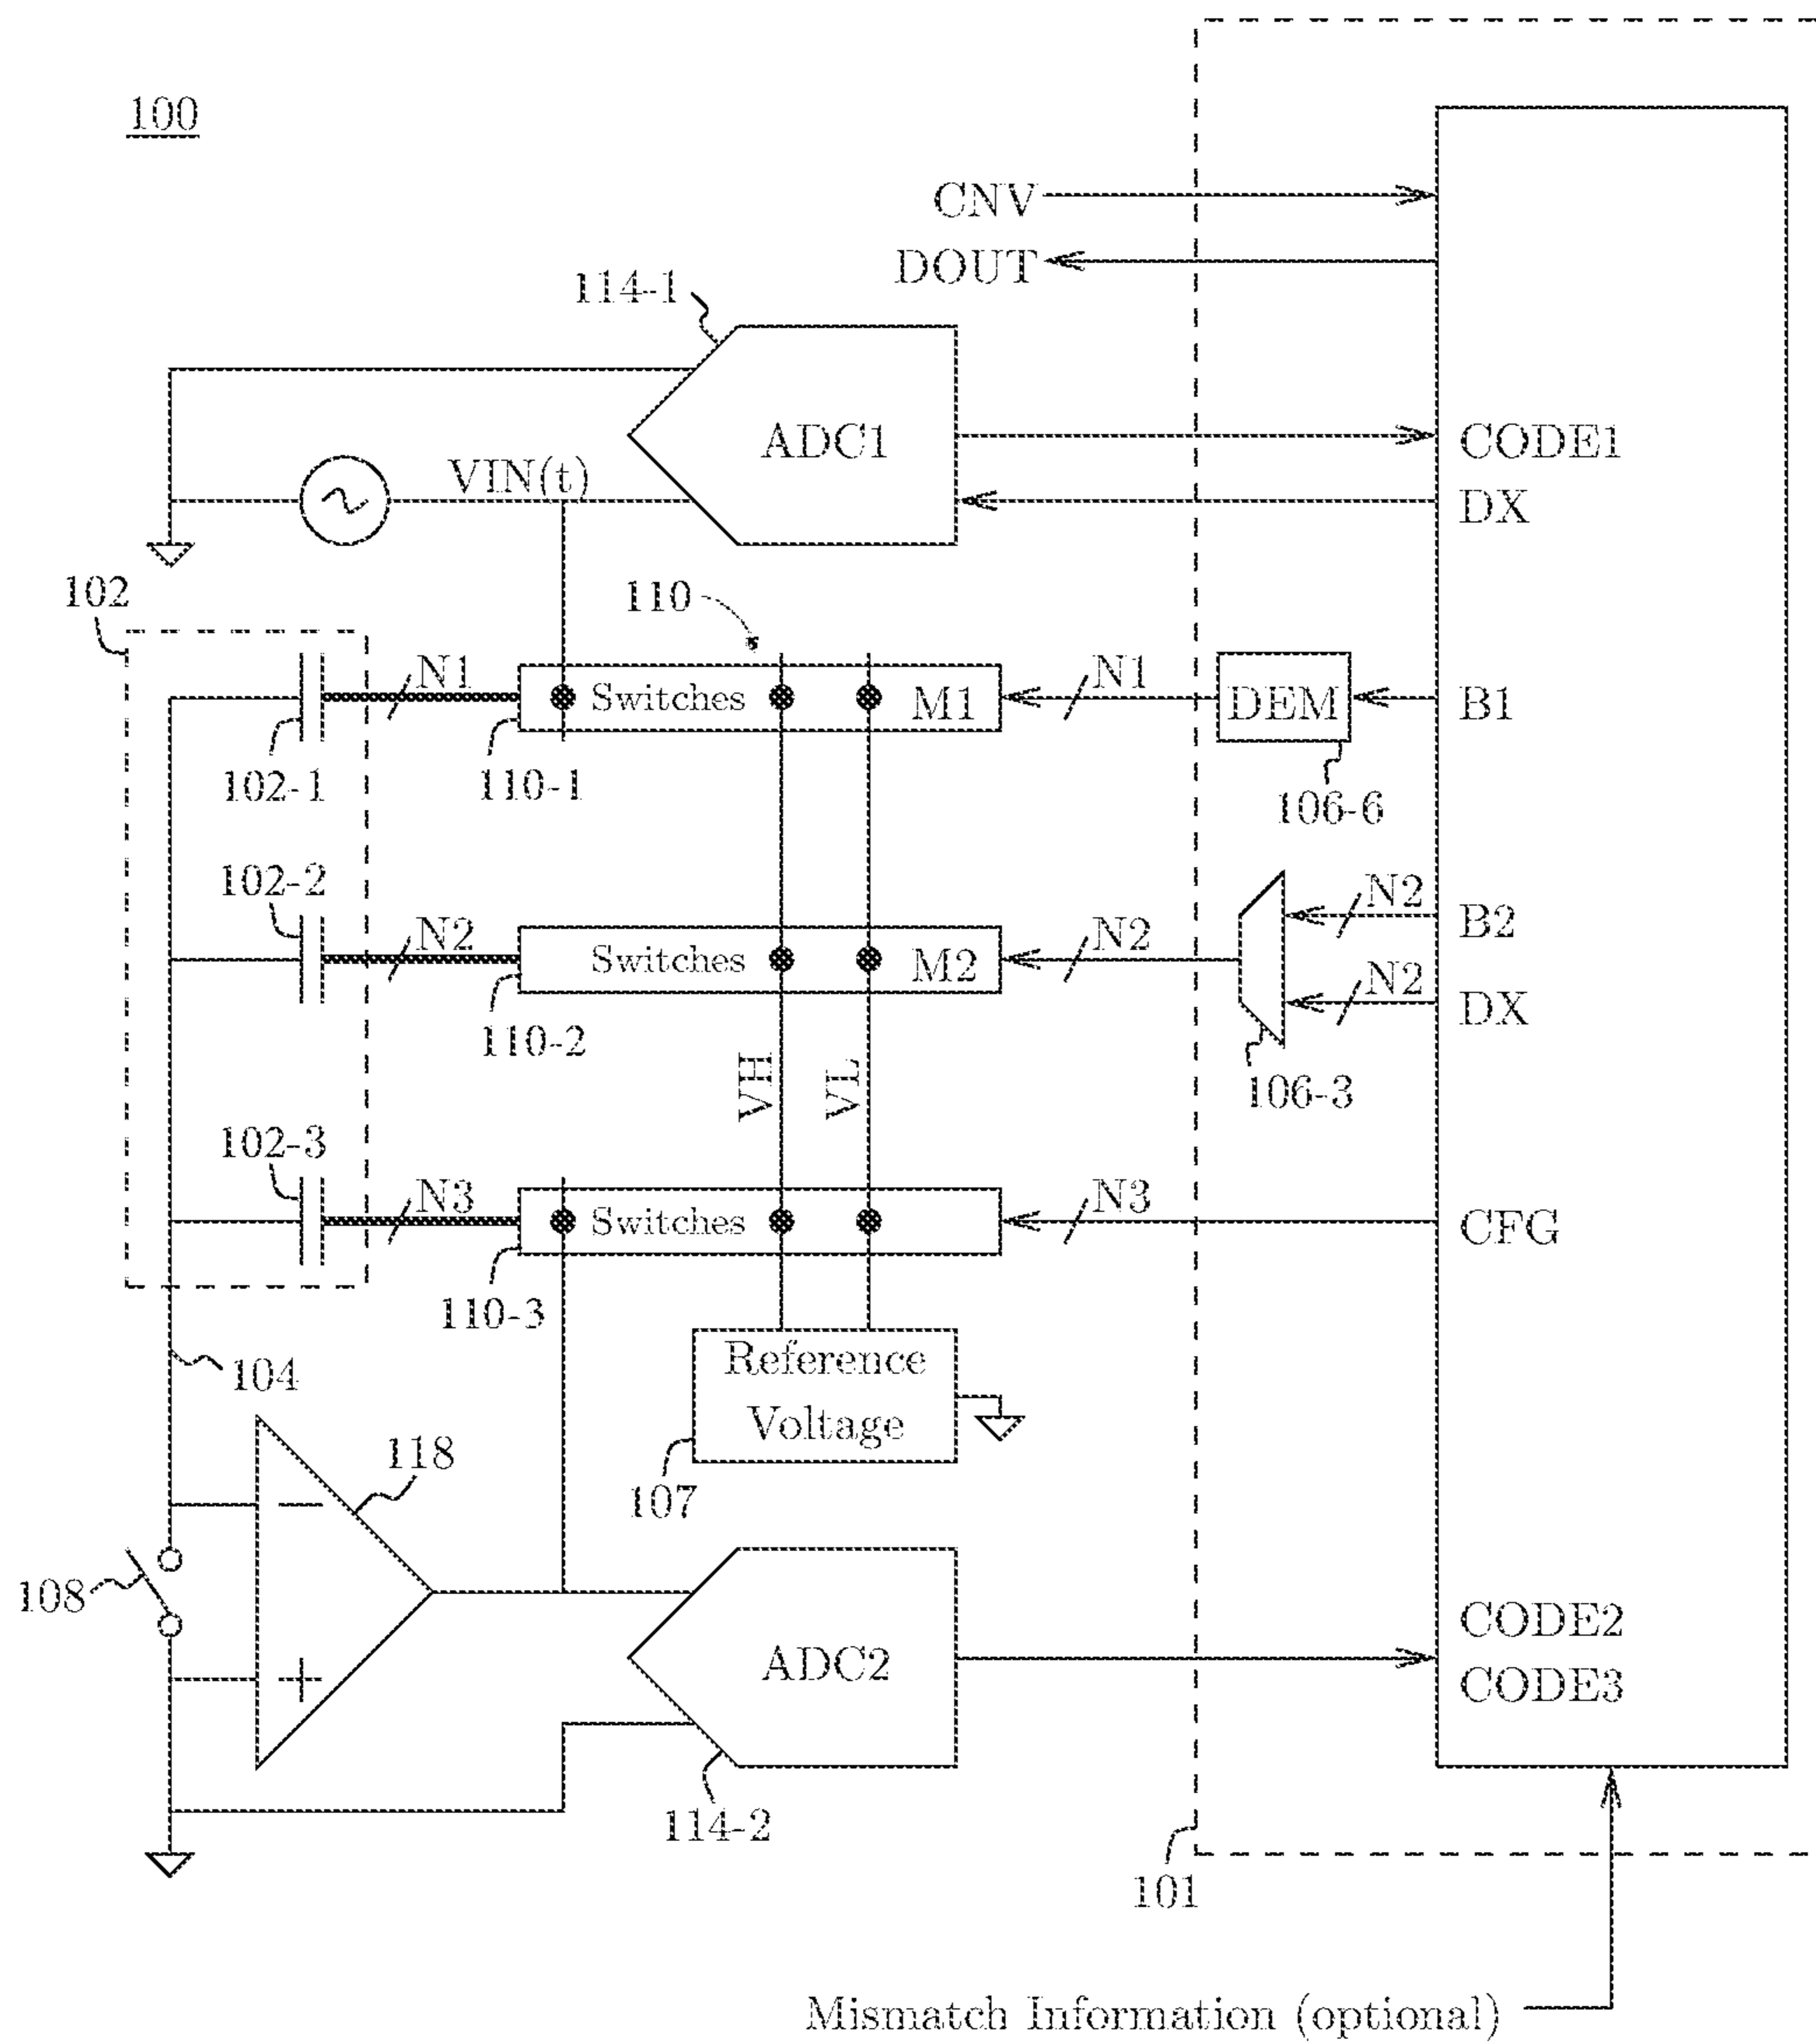 100
CNV
DOUT
114-1
ADC1
CODE1
VIN(t)
DX
102
110
N1
Switches
M1
N1
DEM
B1
102-1
110-1
106-6
102-2
N2
B2
N2
Switches
M2
N2
N2
DX
110-2
VH
VL
106-3
102-3
N3
Switches
N3
CFG
110-3
104
Reference
Voltage
118
107
108
ADC2
CODE2
CODE3
114-2
101
Mismatch Information (optional)